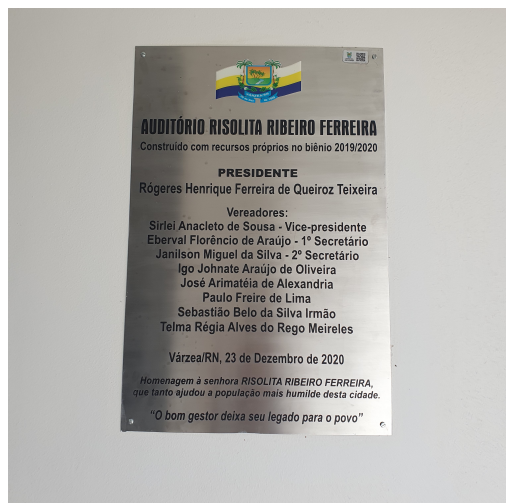 AUDITÓRIO RISOLITA RIBEIRO FERREIRA
Construído com recursos próprios no biênio 2019/2020
PRESIDENTE
Rógeres Henrique Ferreira de Queiroz Teixeira
Vereadores:
Sirlei Anacleto de Sousa - Vice-presidente
Eberval Florêncio de Araújo - 1º Secretário
Janilson Miguel da Silva - 2º Secretário
Igo Johnate Araújo de Oliveira
José Arimatéia de Alexandria
Paulo Freire de Lima
Sebastião Belo da Silva Irmão
Telma Régia Alves do Rego Meireles
Várzea/RN, 23 de Dezembro de 2020
Homenagem à senhora RISOLITA RIBEIRO FERREIRA,
que tanto ajudou a população mais humilde desta cidade.
"O bom gestor deixa seu legado para o povo"